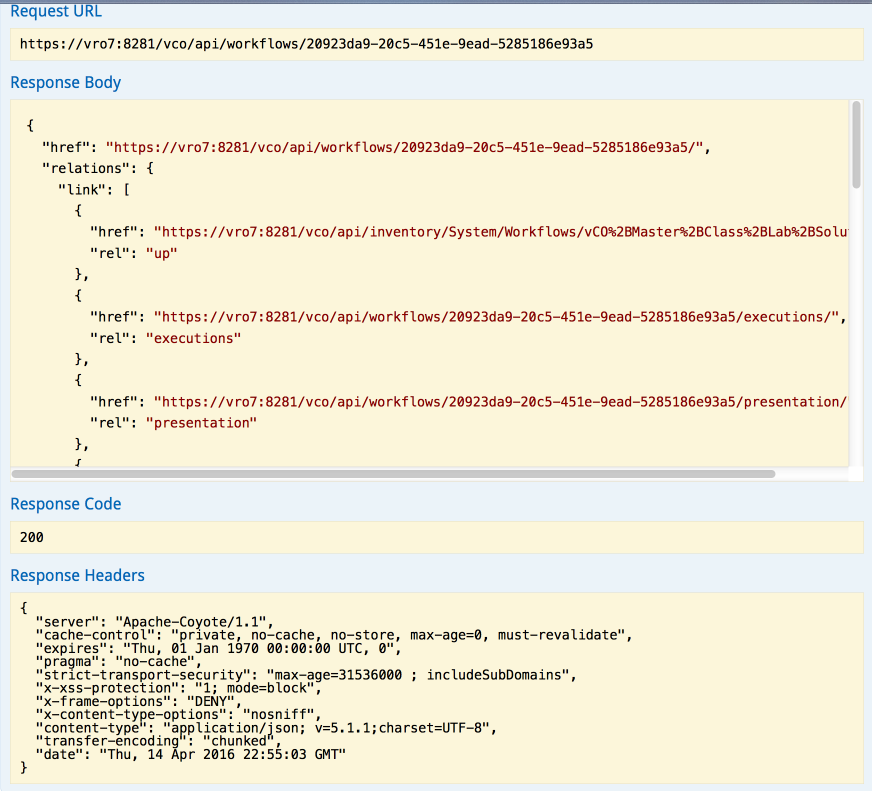 Request URL
https://vro7:8281/vco/api/workflows/20923da9-20c5-451e-9ead-5285186e93a5
Response Body
{
"href": "https://vro7:8281/vco/api/workflows/20923da9-20c5-451e-9ead-5285186e93a5/",
"relations": {
"link": [
{
"href": "https://vro7:8281/vco/api/inventory/System/Workflows/vCO%2BMaster%2BClass%2BLab%2BSolu
"rel": "up"
},
{
"href": "https://vro7:8281/vco/api/workflows/20923da9-20c5-451e-9ead-5285186e93a5/executions/",
"rel": "executions"
},
{
"href": "https://vro7:8281/vco/api/workflows/20923da9-20c5-451e-9ead-5285186e93a5/presentation/"
"rel": "presentation"
},
{
Response Code
200
Response Headers
{
"server": "Apache-Coyote/1.1",
"cache-control": "private, no-cache, no-store, max-age=0, must-revalidate",
"expires": "Thu, 01 Jan 1970 00:00:00 UTC, 0",
"pragma": "no-cache",
"strict-transport-security": "max-age=31536000 ; includeSubDomains",
"x-xss-protection": "1; mode=block",
"x-frame-options": "DENY",
"x-content-type-options": "nosniff",
"content-type": "application/json; v=5.1.1;charset=UTF-8",
"transfer-encoding": "chunked",
"date": "Thu, 14 Apr 2016 22:55:03 GMT"
}